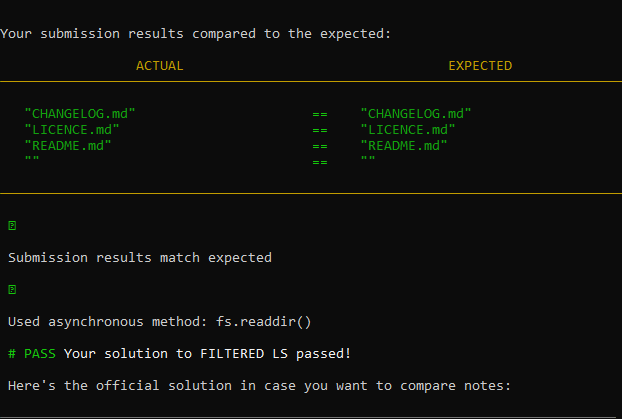 Your submission results compared to the expected:
ACTUAL EXPECTED
"CHANGELOG.md" == "CHANGELOG.md"
"LICENCE.md" == "LICENCE.md"
"README.md" == "README.md"
"" == ""
Submission results match expected
Used asynchronous method: fs.readdir()
# PASS Your solution to FILTERED LS passed!
Here's the official solution in case you want to compare notes: